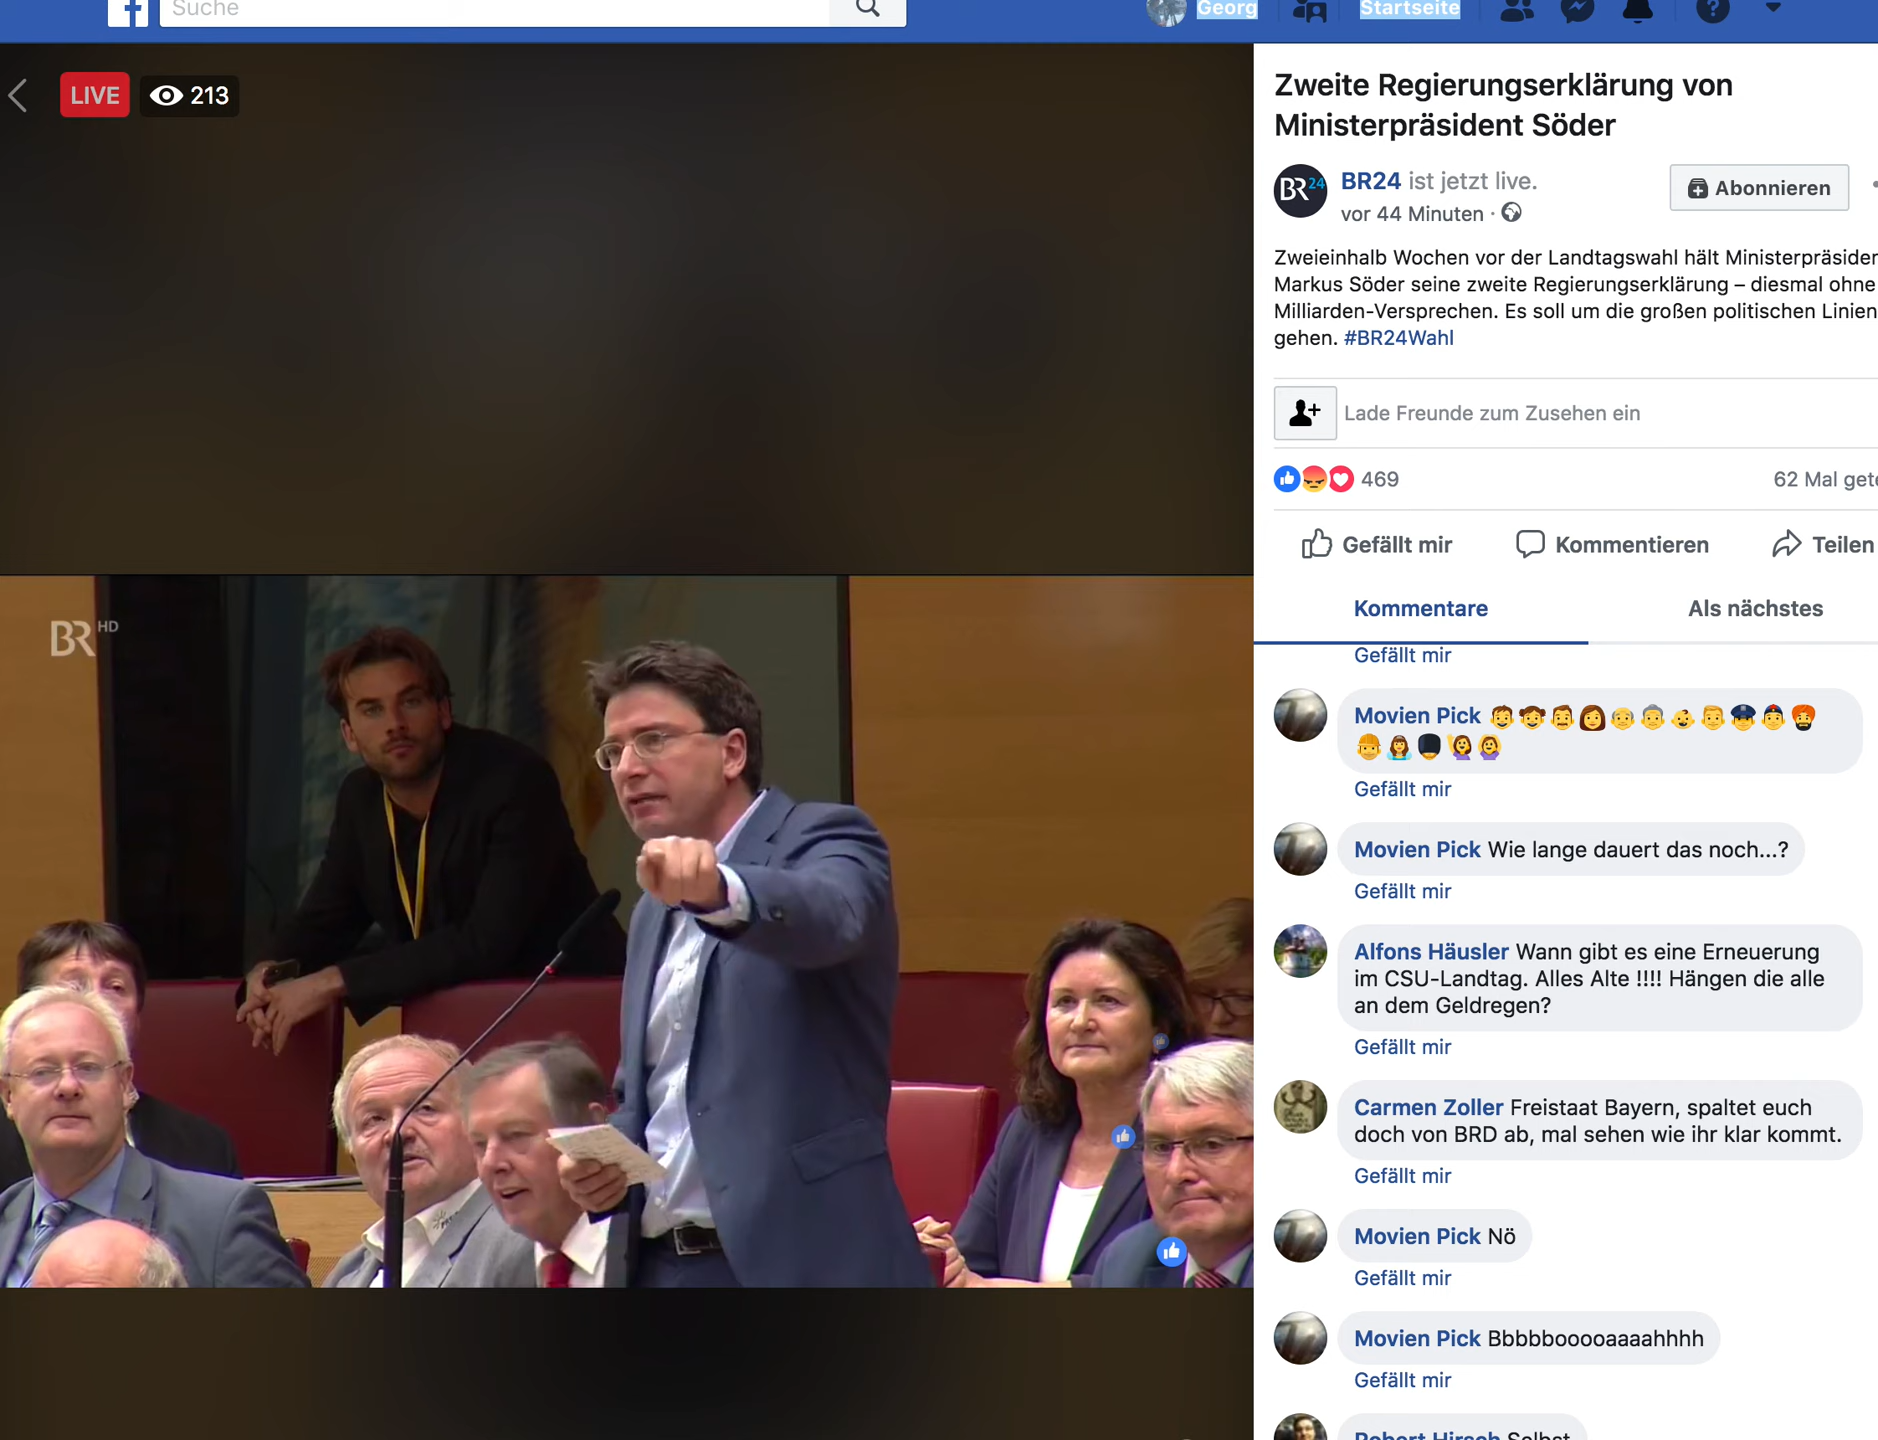 Suche
Georg
Startseite
LIVE
213
Zweite Regierungserklärung von
Ministerpräsident Söder
BR24
BR24 ist jetzt live.
vor 44 Minuten ·
Abonnieren
Zweieinhalb Wochen vor der Landtagswahl hält Ministerpräsiden
Markus Söder seine zweite Regierungserklärung – diesmal ohne
Milliarden-Versprechen. Es soll um die großen politischen Linien
gehen. #BR24Wahl
Lade Freunde zum Zusehen ein
469
62 Mal gete
Gefällt mir
Kommentieren
Teilen
Kommentare
Als nächstes
BR HD
Gefällt mir
Movien Pick
Gefällt mir
Movien Pick Wie lange dauert das noch...?
Gefällt mir
Alfons Häusler Wann gibt es eine Erneuerung
im CSU-Landtag. Alles Alte !!!! Hängen die alle
an dem Geldregen?
Gefällt mir
Carmen Zoller Freistaat Bayern, spaltet euch
doch von BRD ab, mal sehen wie ihr klar kommt.
Gefällt mir
Movien Pick Nö
Gefällt mir
Movien Pick Bbbbbooooaaaahhhh
Gefällt mir
Robert Hirsch Selbst